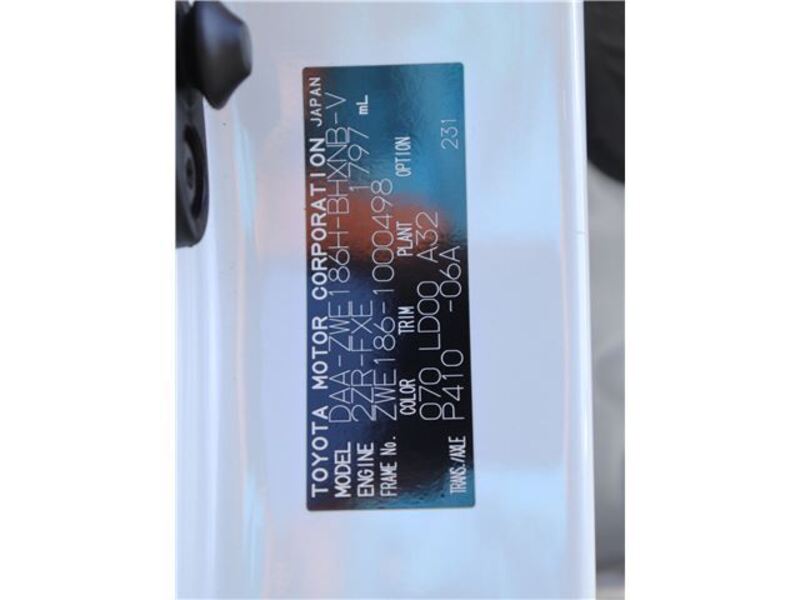 TOYOTA MOTOR CORPORATION JAPAN
MODEL DAA-ZWE186H-BHXNB-V
ENGINE 2ZR-FXE 1797 mL
FRAME No. ZWE186-1000498
COLOR TRIM PLANT OPTION
070 LD00 A32
TRANS./AXLE P410 -06A 231